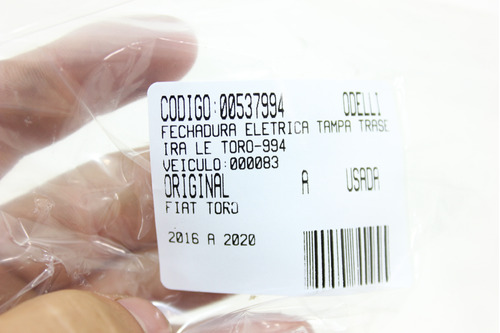 CODIGO:00537994 ODELLI
FECHADURA ELETRICA TAMPA TRASE
IRA LE TORO-994
VEICULO:000083
ORIGINAL A USADA
FIAT TORO
2016 A 2020